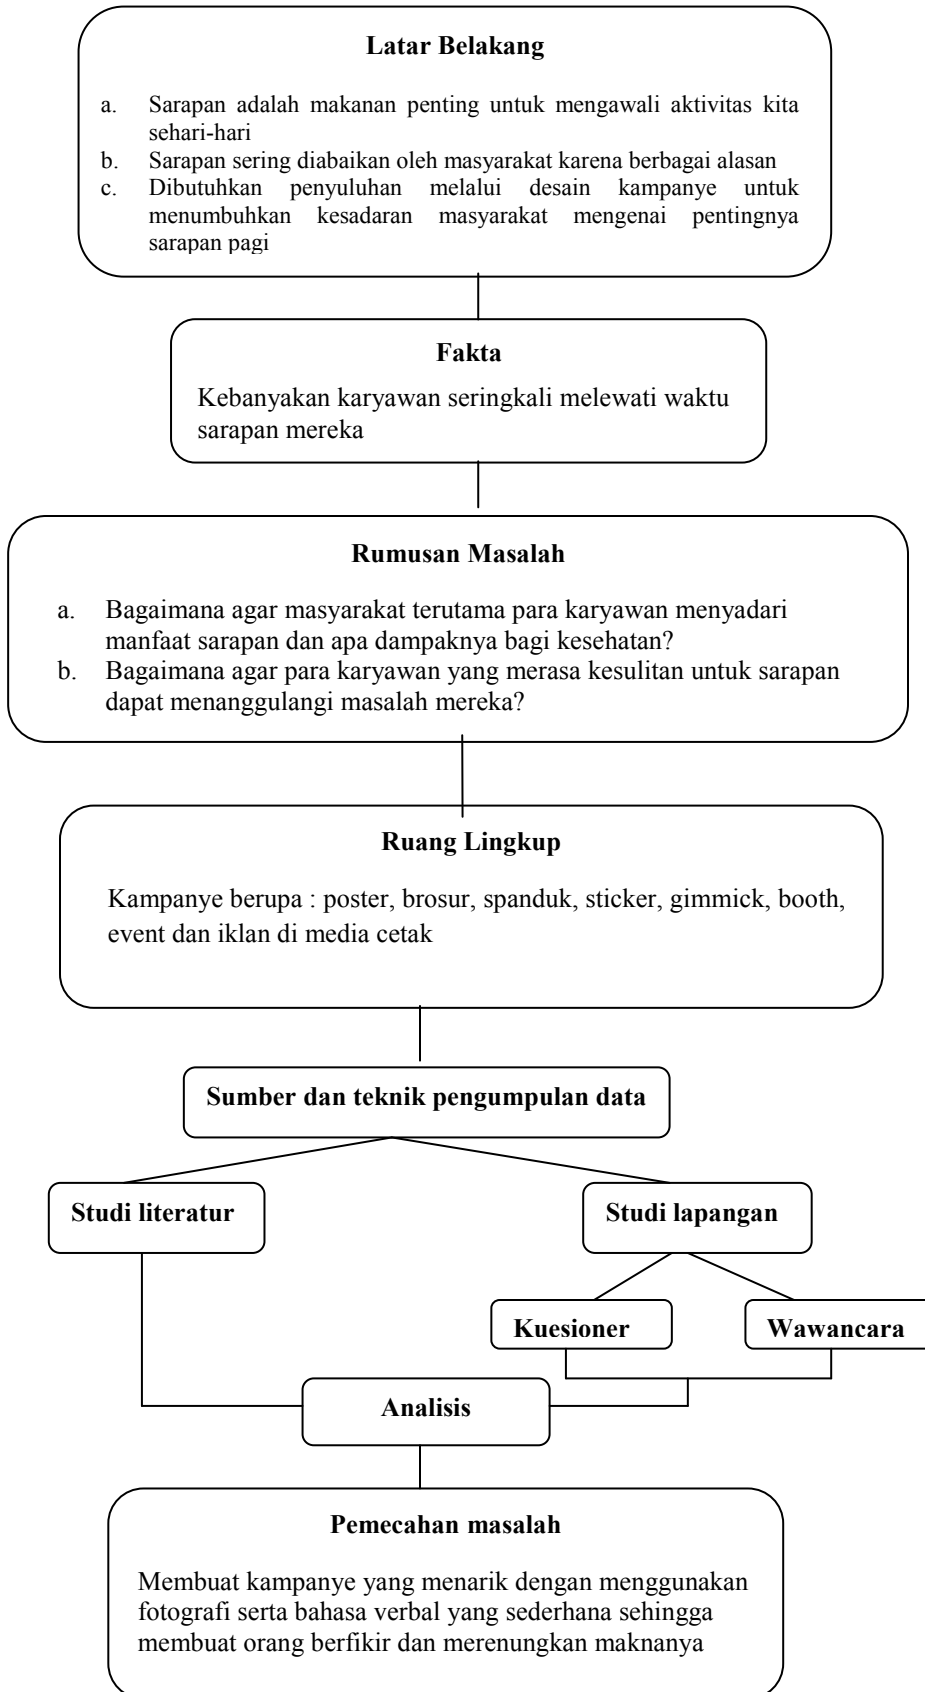 Latar Belakang
a. Sarapan adalah makanan penting untuk mengawali aktivitas kita
sehari-hari
b. Sarapan sering diabaikan oleh masyarakat karena berbagai alasan
c. Dibutuhkan penyuluhan melalui desain kampanye untuk
menumbuhkan kesadaran masyarakat mengenai pentingnya
sarapan pagi
Fakta
Kebanyakan karyawan seringkali melewati waktu
sarapan mereka
Rumusan Masalah
a. Bagaimana agar masyarakat terutama para karyawan menyadari
manfaat sarapan dan apa dampaknya bagi kesehatan?
b. Bagaimana agar para karyawan yang merasa kesulitan untuk sarapan
dapat menanggulangi masalah mereka?
Ruang Lingkup
Kampanye berupa : poster, brosur, spanduk, sticker, gimmick, booth,
event dan iklan di media cetak
Sumber dan teknik pengumpulan data
Studi literatur
Studi lapangan
Kuesioner
Wawancara
Analisis
Pemecahan masalah
Membuat kampanye yang menarik dengan menggunakan
fotografi serta bahasa verbal yang sederhana sehingga
membuat orang berfikir dan merenungkan maknanya